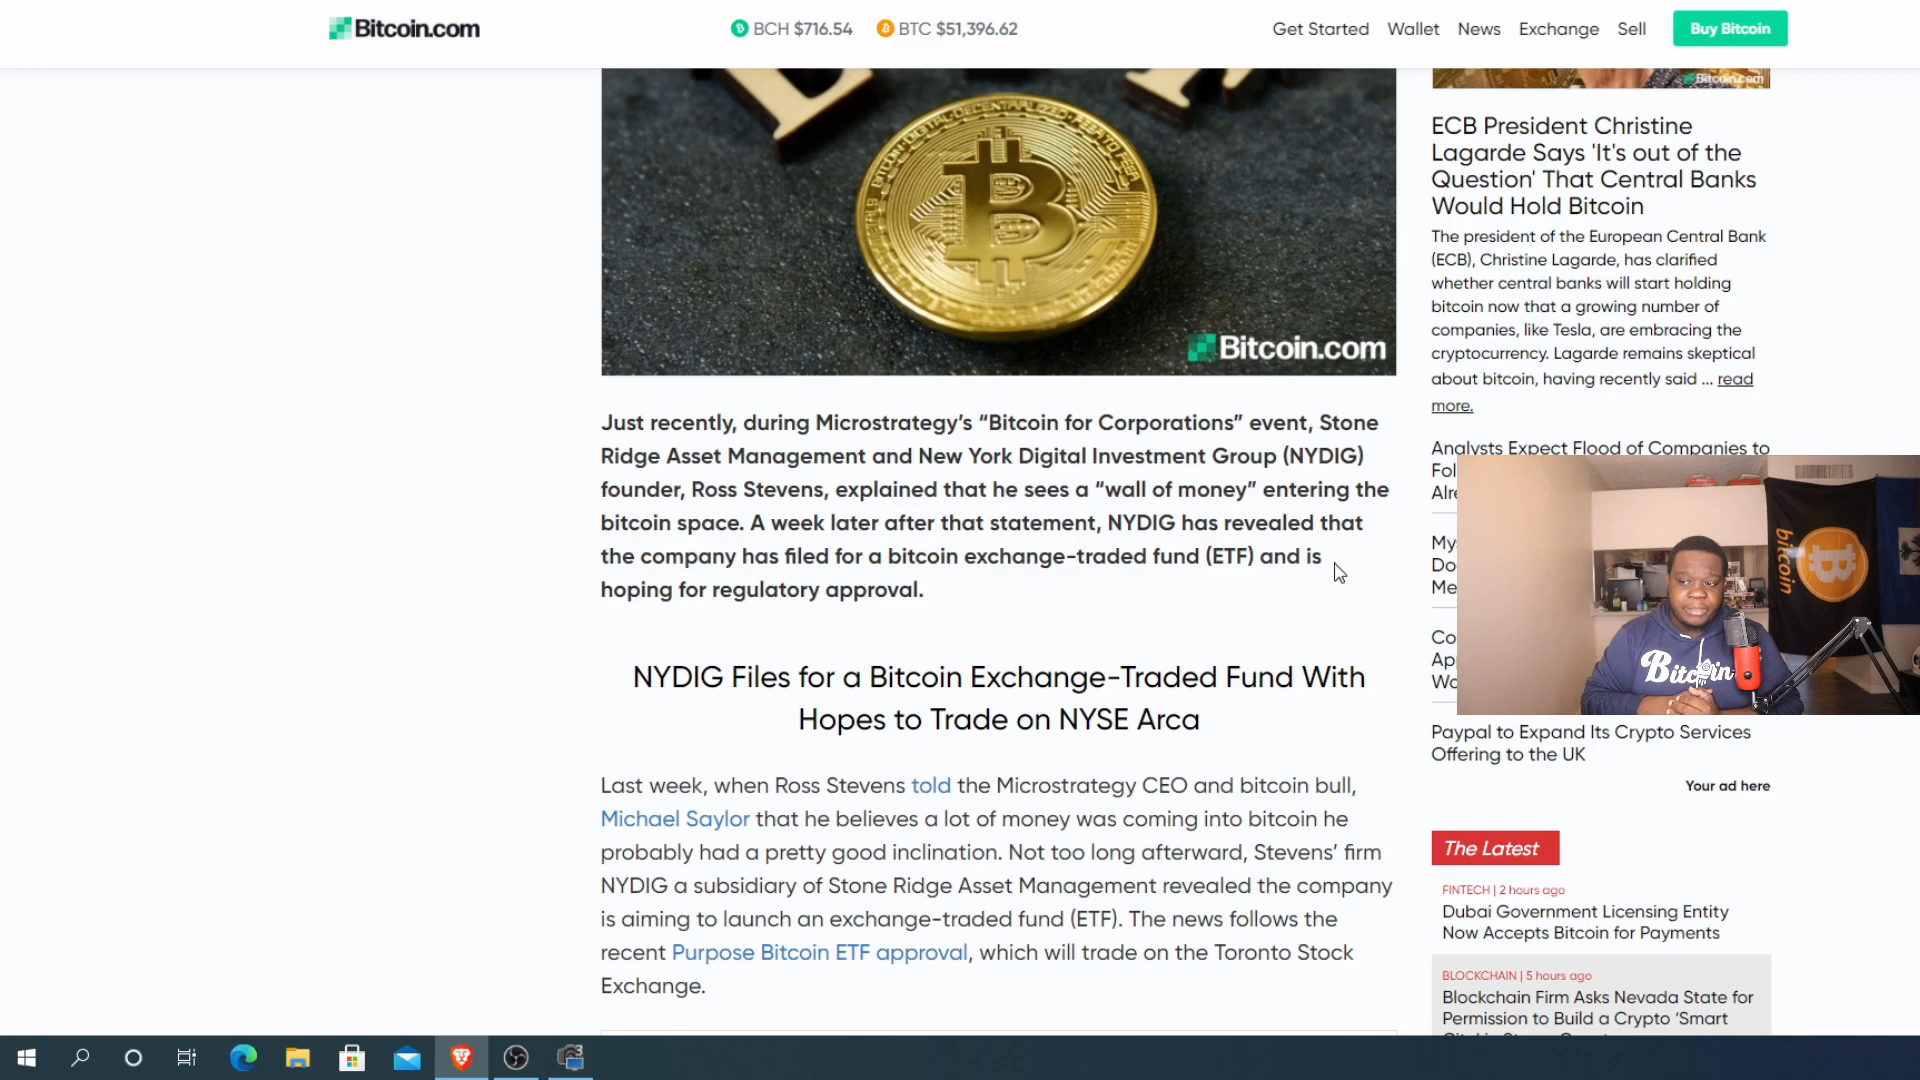 Bitcoin.com
BCH $716.54 BTC $51,396.62
Get Started Wallet News Exchange Sell Buy Bitcoin
Bitcoin.com
Just recently, during Microstrategy's “Bitcoin for Corporations” event, Stone
Ridge Asset Management and New York Digital Investment Group (NYDIG)
founder, Ross Stevens, explained that he sees a “wall of money” entering the
bitcoin space. A week later after that statement, NYDIG has revealed that
the company has filed for a bitcoin exchange-traded fund (ETF) and is
hoping for regulatory approval.
NYDIG Files for a Bitcoin Exchange-Traded Fund With
Hopes to Trade on NYSE Arca
Last week, when Ross Stevens told the Microstrategy CEO and bitcoin bull,
Michael Saylor that he believes a lot of money was coming into bitcoin he
probably had a pretty good inclination. Not too long afterward, Stevens' firm
NYDIG a subsidiary of Stone Ridge Asset Management revealed the company
is aiming to launch an exchange-traded fund (ETF). The news follows the
recent Purpose Bitcoin ETF approval, which will trade on the Toronto Stock
Exchange.
Bitcoin.com
ECB President Christine
Lagarde Says 'It's out of the
Question' That Central Banks
Would Hold Bitcoin
The president of the European Central Bank
(ECB), Christine Lagarde, has clarified
whether central banks will start holding
bitcoin now that a growing number of
companies, like Tesla, are embracing the
cryptocurrency. Lagarde remains skeptical
about bitcoin, having recently said ... read
more.
Analysts Expect Flood of Companies to
bitcoin
Bitcoin
Paypal to Expand Its Crypto Services
Offering to the UK
Your ad here
The Latest
FINTECH | 2 hours ago
Dubai Government Licensing Entity
Now Accepts Bitcoin for Payments
BLOCKCHAIN | 5 hours ago
Blockchain Firm Asks Nevada State for
Permission to Build a Crypto 'Smart